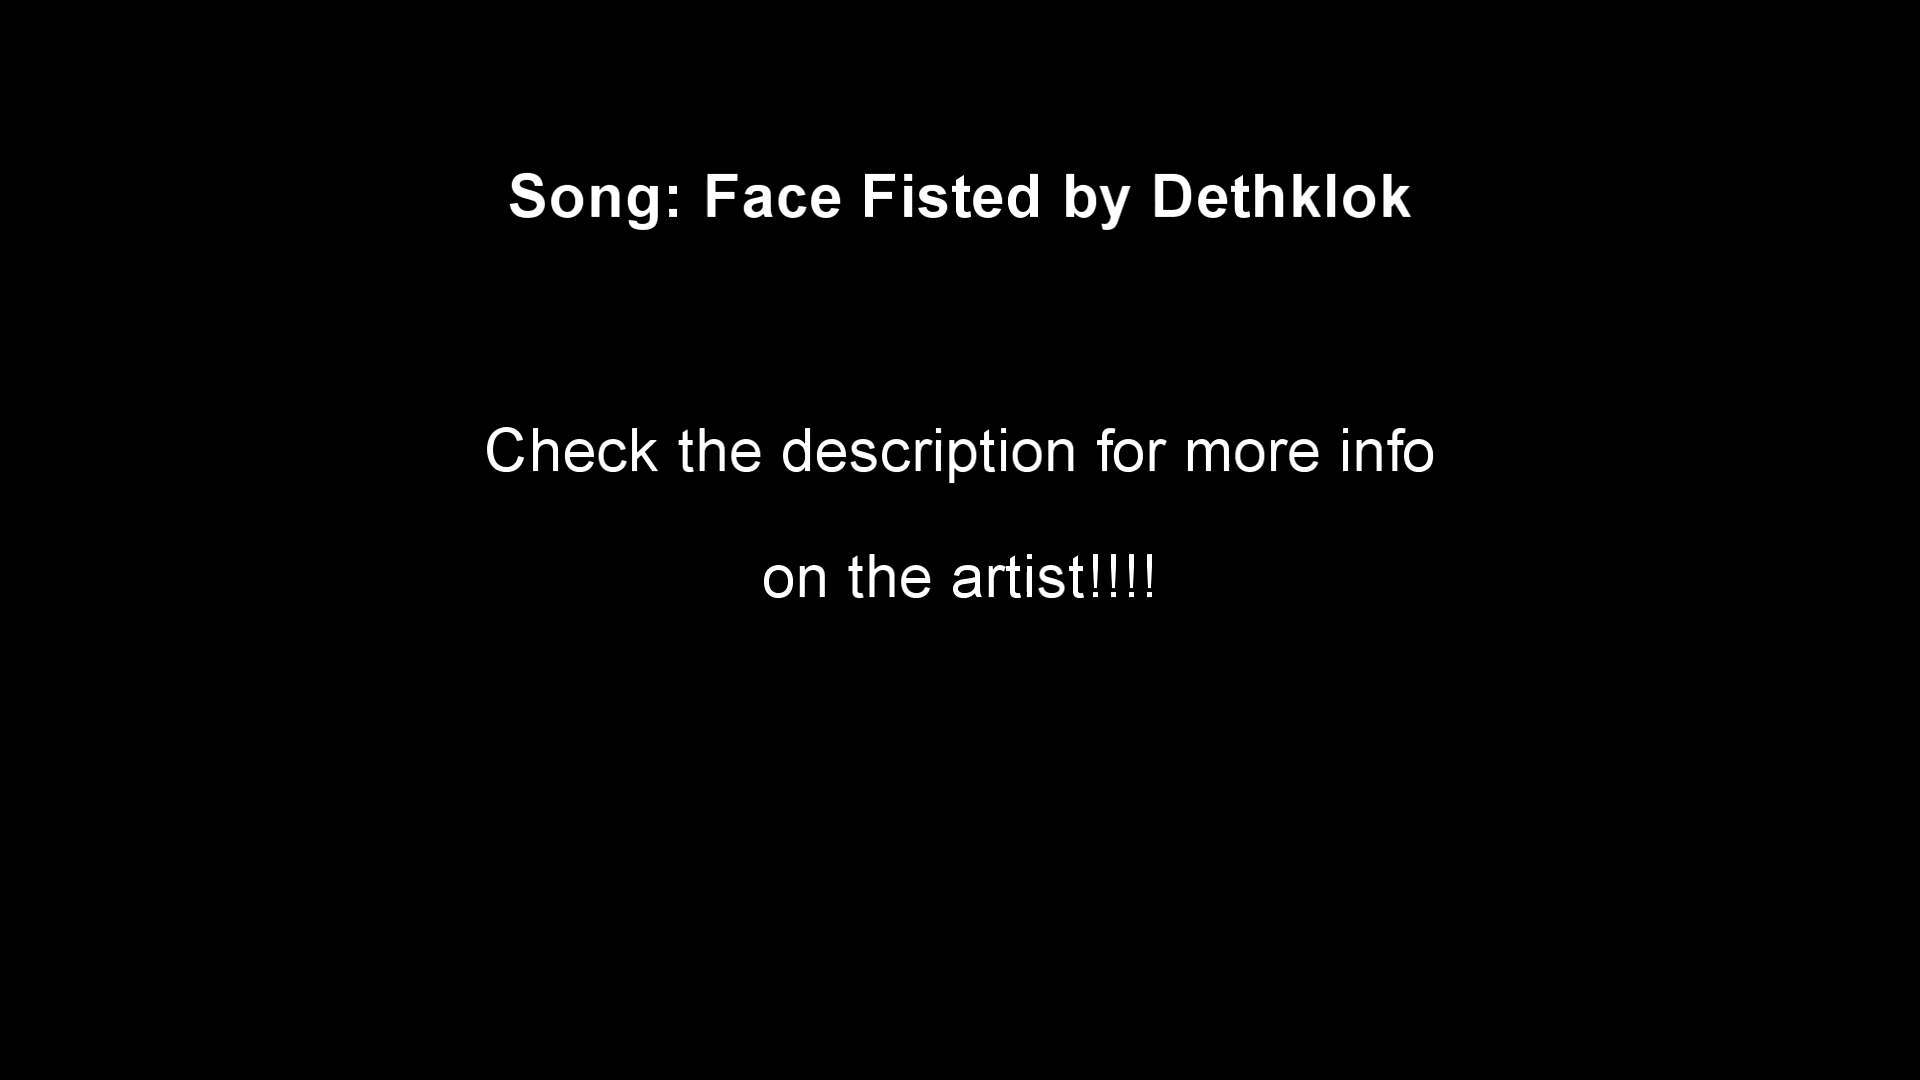 Song: Face Fisted by Dethklok
Check the description for more info
on the artist!!!!